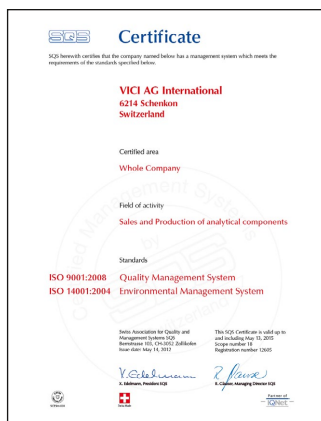 SQS Certificate
SQS herewith certifies that the company named below has a management system which meets the
requirements of the standards specified below.
VICI AG International
6214 Schenkon
Switzerland
Certified area
Whole Company
Field of activity
Sales and Production of analytical components
Standards
ISO 9001:2008 Quality Management System
ISO 14001:2004 Environmental Management System
Swiss Association for Quality and
Management Systems SQS
Bernstrasse 103, CH-3052 Zollikofen
Issue date: May 14, 2012
This SQS Certificate is valid up to
and including May 13, 2015
Scope number 18
Registration number 12605
X. Edelmann
X. Edelmann, President SQS
R. Glauser, Managing Director SQS
Swiss Made
Partner of
IQNet